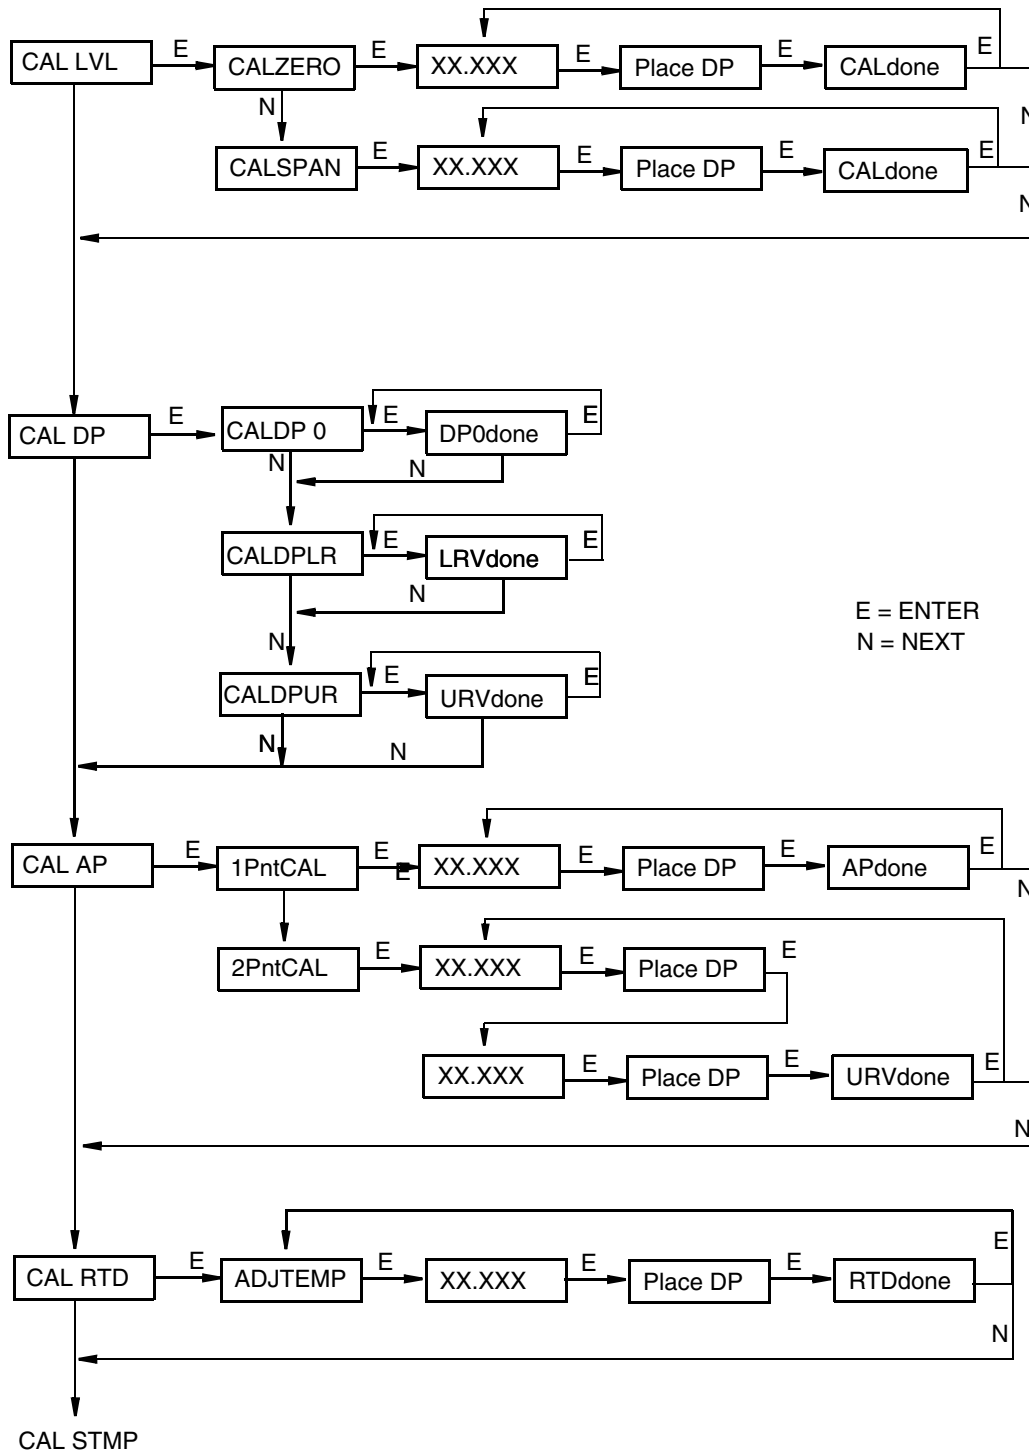 CAL LVL E CALZERO E XX.XXX E Place DP E CALdone E
N N
CALSPAN E XX.XXX E Place DP E CALdone E
N
CAL DP E CALDP 0 E DP0done E
N N
CALDPLR E LRVdone E
N
N
E = ENTER
N = NEXT
CALDPUR E URVdone E
N N
CAL AP E 1PntCAL E E XX.XXX E Place DP E APdone E
N
2PntCAL E XX.XXX E Place DP E
XX.XXX E Place DP E URVdone E
N
CAL RTD E ADJTEMP E XX.XXX E Place DP E RTDdone E
N
CAL STMP